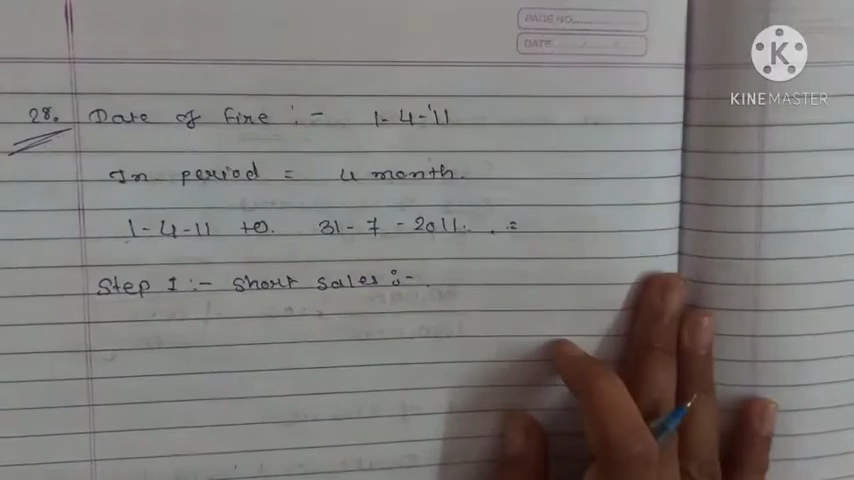 PAGE NO.
DATE
K
KINEMASTER
28. Date of Fire :- 1-4-'11
In period = 4 month.
1-4-11 to. 31-7-2011. . =
Step I :- Short Sales :-